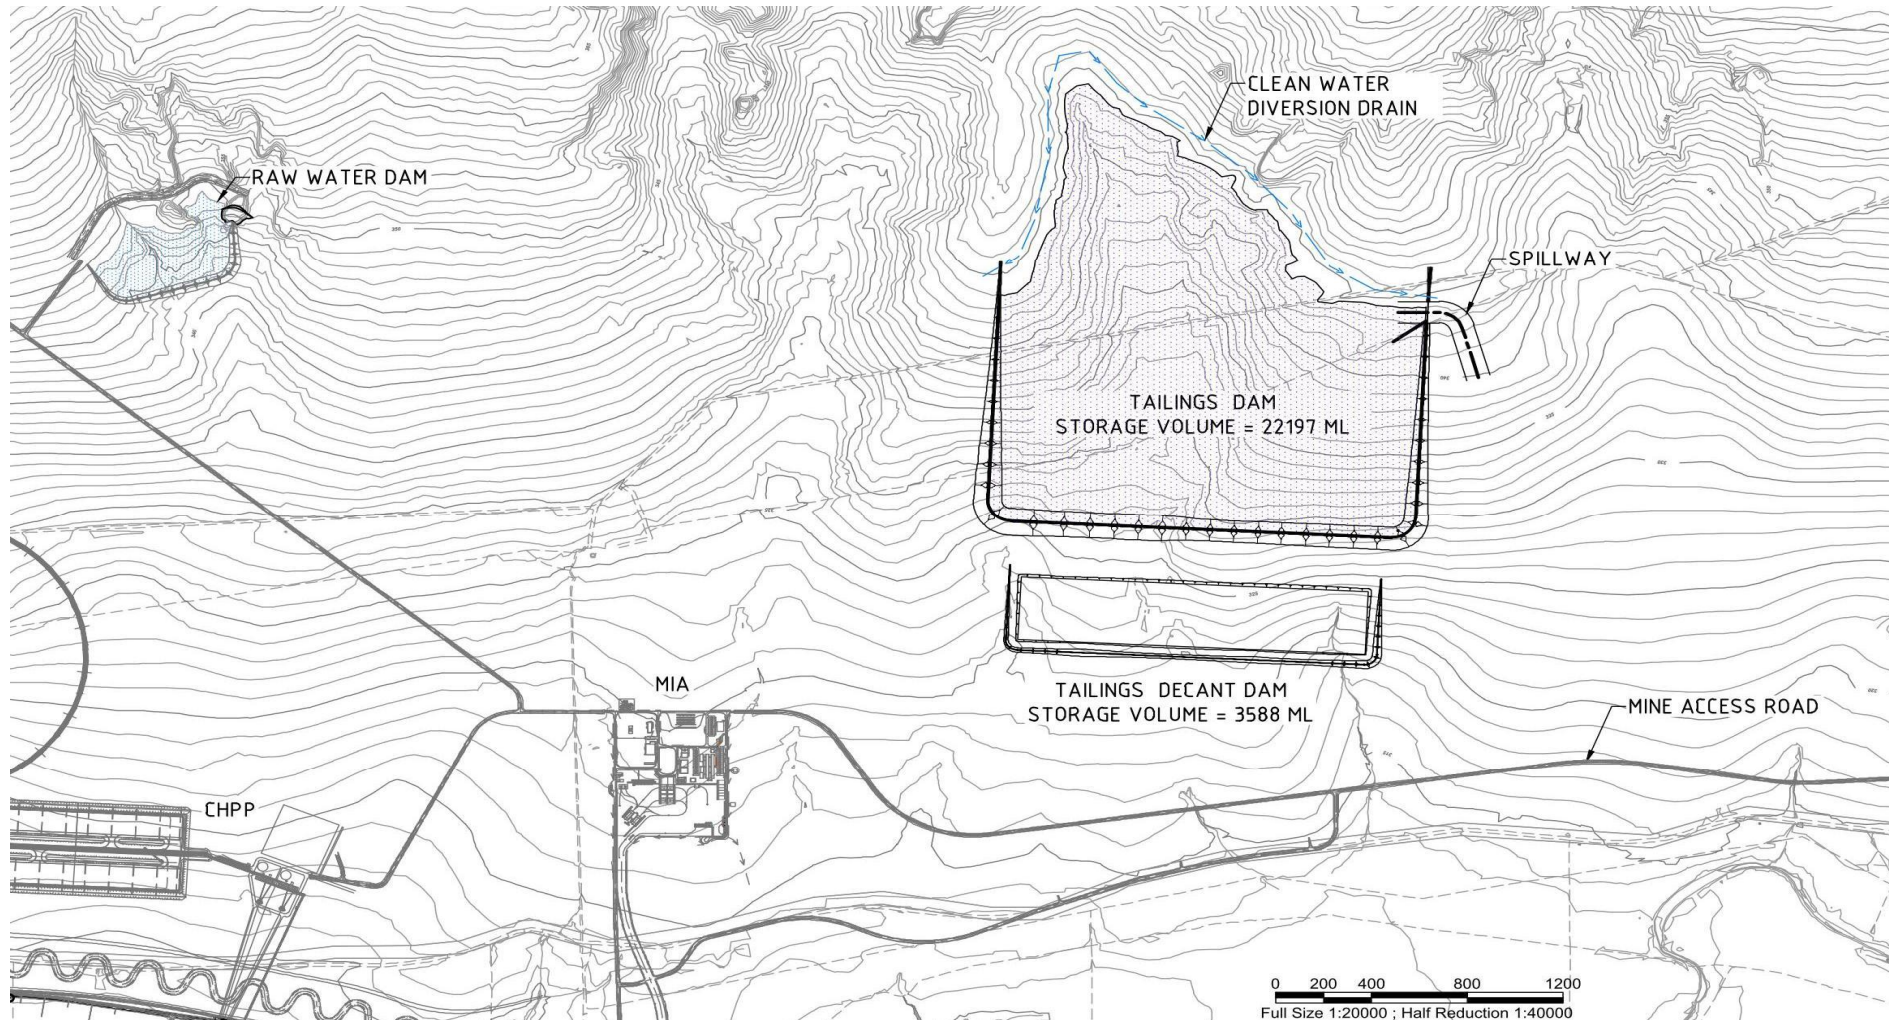 CLEAN WATER
DIVERSION DRAIN
RAW WATER DAM
SPILLWAY
TAILINGS DAM
STORAGE VOLUME = 22197 ML
MIA
TAILINGS DECANT DAM
STORAGE VOLUME = 3588 ML
MINE ACCESS ROAD
CHPP
0 200 400 800 1200
Full Size 1:20000 ; Half Reduction 1:40000